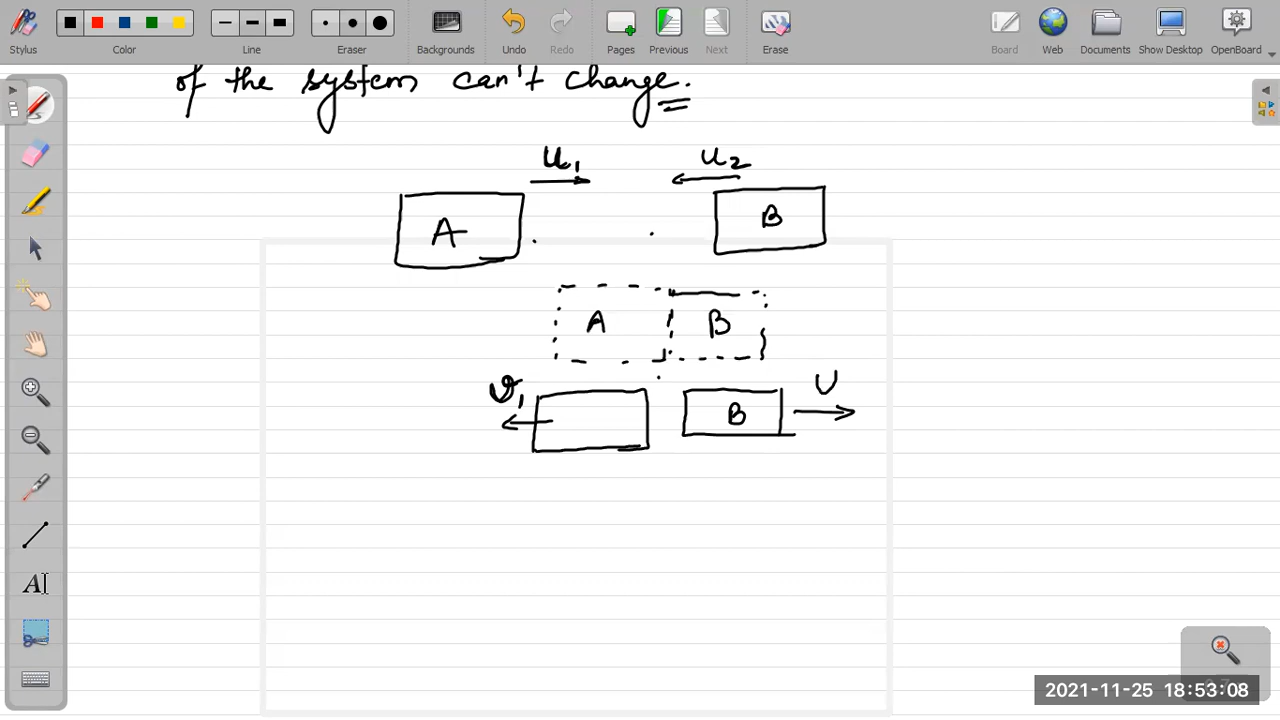 Stylus
Color
Line
Eraser
Backgrounds
Undo
Redo
Pages
Previous
Next
Erase
Board
Web
Documents
Show Desktop
OpenBoard
of the system can't change.
u1 u2
A B
A B
v1 B v
2021-11-25 18:53:08